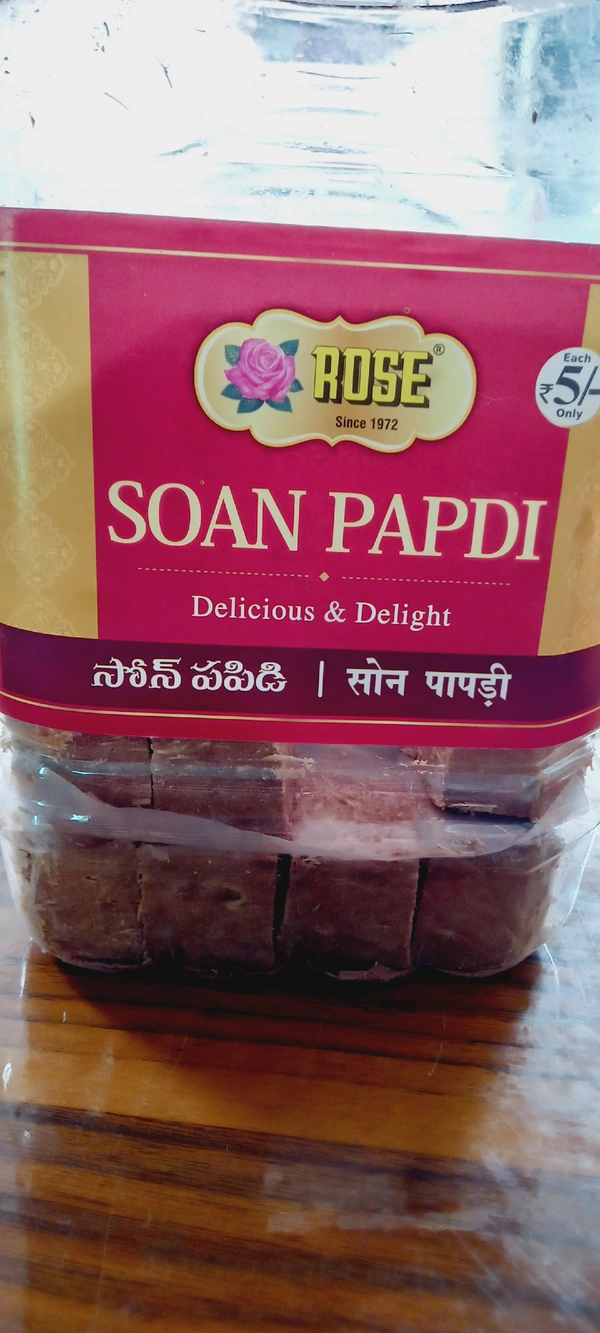 ROSE®
Since 1972
Each
₹5/-
Only
SOAN PAPDI
Delicious & Delight
సోన్ పపిడి | सोन पापड़ी